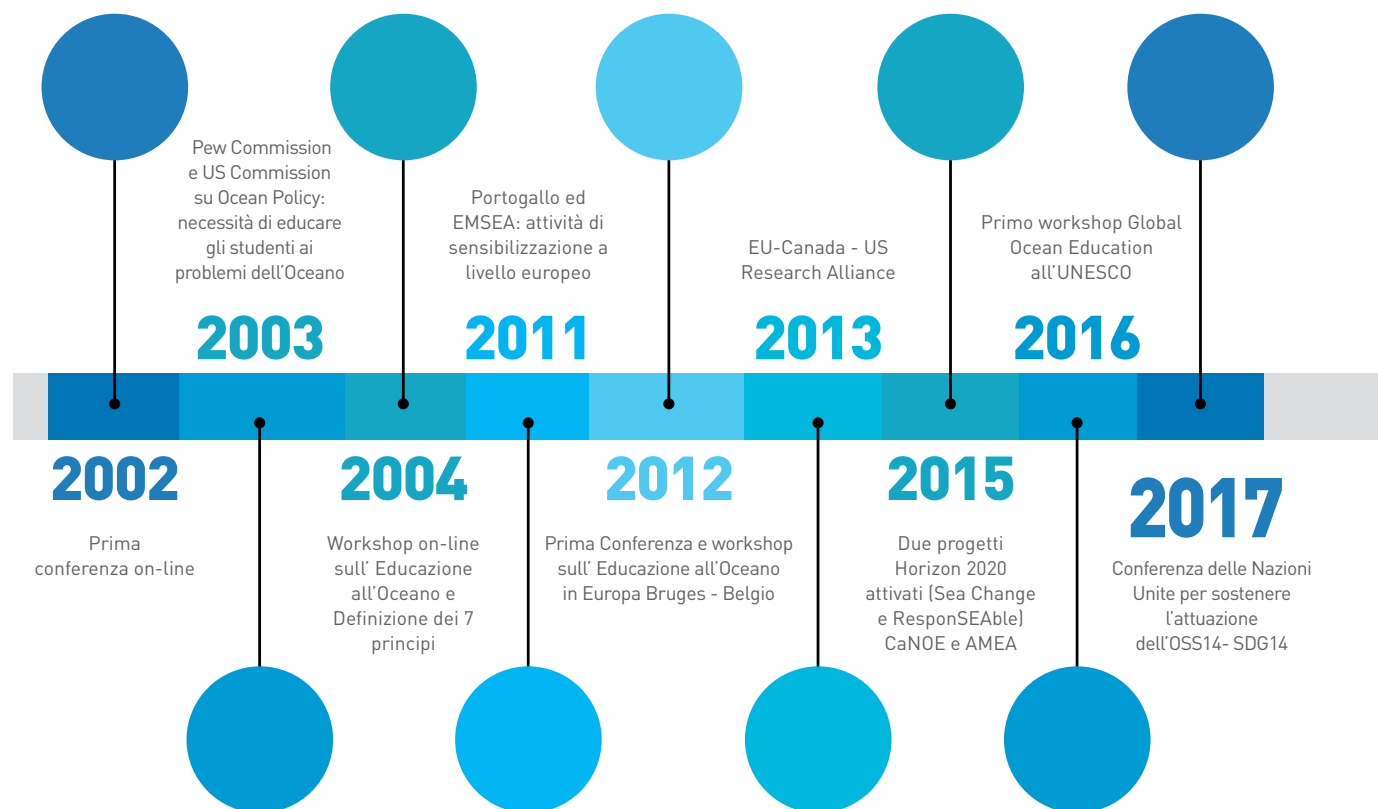 2002
Prima
conferenza on-line
Pew Commission
e US Commission
su Ocean Policy:
necessità di educare
gli studenti ai
problemi dell'Oceano
2003
2004
Workshop on-line
sull' Educazione
all'Oceano e
Definizione dei 7
principi
Portogallo ed
EMSEA: attività di
sensibilizzazione a
livello europeo
2011
2012
Prima Conferenza e workshop
sull' Educazione all'Oceano
in Europa Bruges - Belgio
EU-Canada - US
Research Alliance
2013
2015
Due progetti
Horizon 2020
attivati (Sea Change
e ResponSEAble)
CaNOE e AMEA
Primo workshop Global
Ocean Education
all'UNESCO
2016
2017
Conferenza delle Nazioni
Unite per sostenere
l'attuazione
dell'OSS14- SDG14